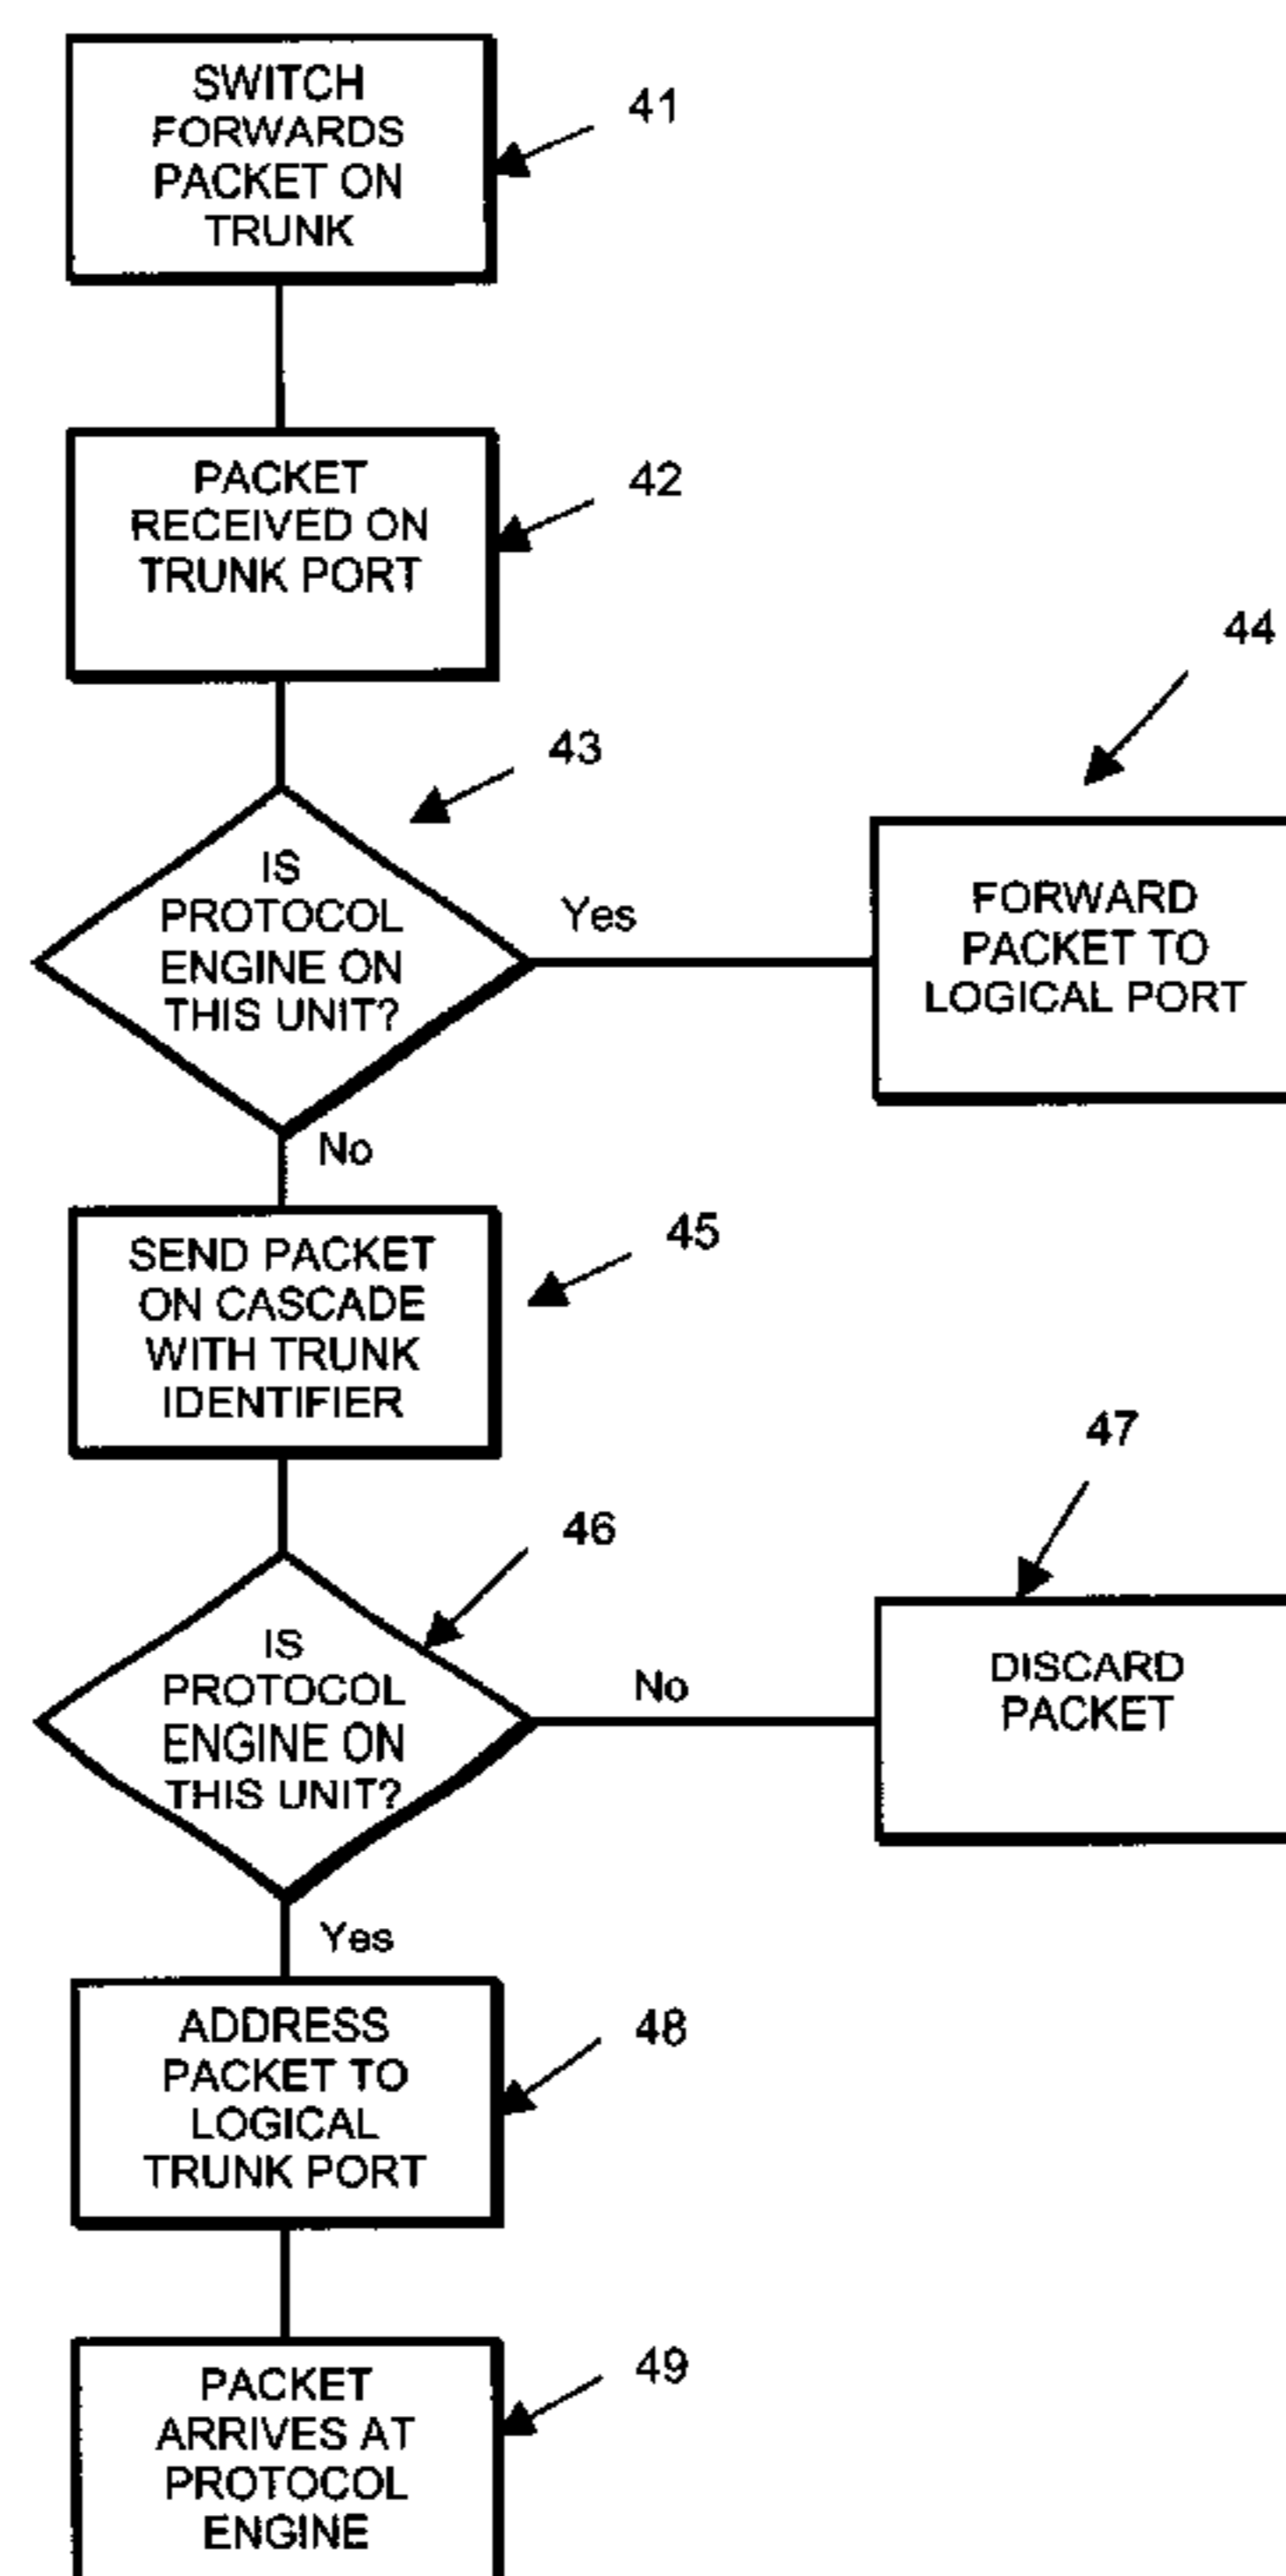 SWITCH
FORWARDS
PACKET ON
TRUNK
41
PACKET
RECEIVED ON
TRUNK PORT
42
43
IS
PROTOCOL
ENGINE ON
THIS UNIT?
Yes
44
FORWARD
PACKET TO
LOGICAL PORT
No
SEND PACKET
ON CASCADE
WITH TRUNK
IDENTIFIER
45
46
IS
PROTOCOL
ENGINE ON
THIS UNIT?
No
47
DISCARD
PACKET
Yes
ADDRESS
PACKET TO
LOGICAL
TRUNK PORT
48
PACKET
ARRIVES AT
PROTOCOL
ENGINE
49